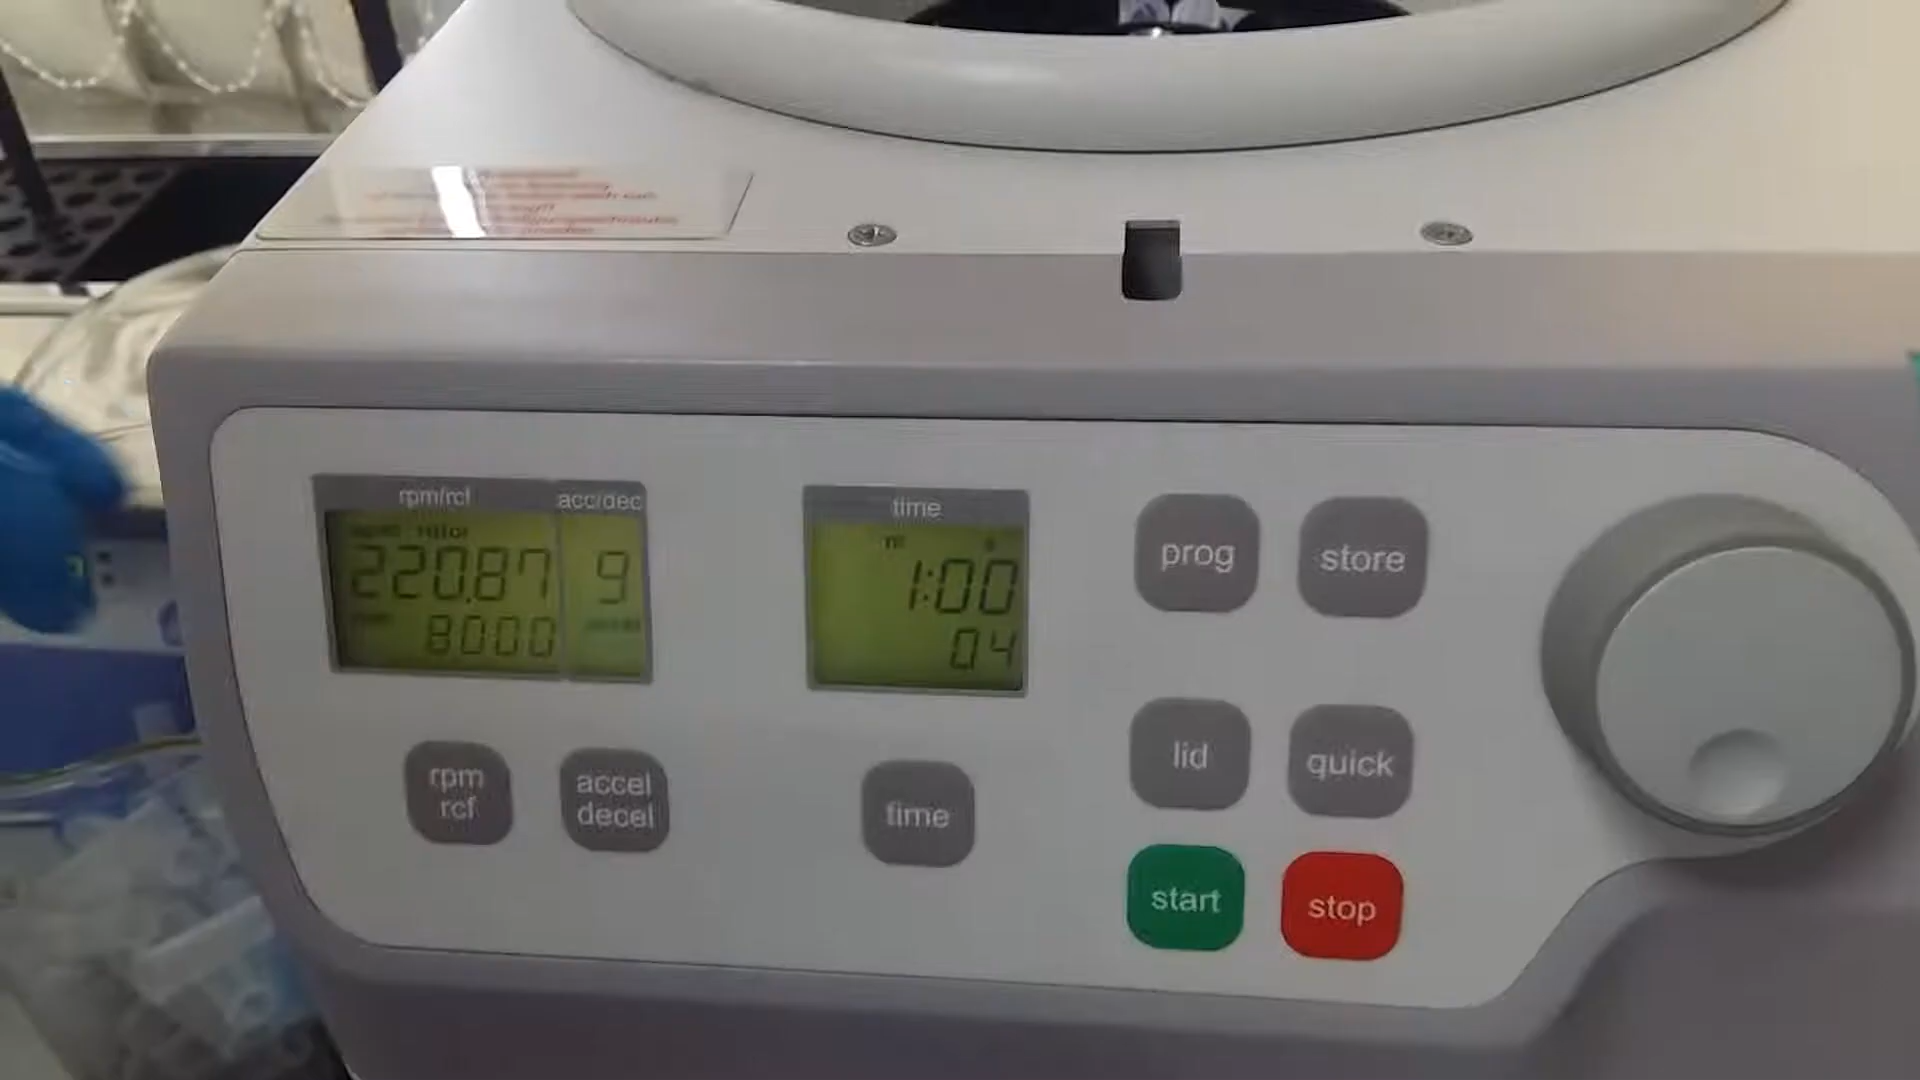 rpm/rcf acc/dec
rotor
220.87 9
8000
time
m s
1:00
04
prog store
lid quick
rpm
rcf
accel
decel
time
start stop